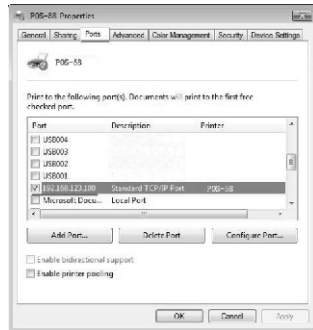 POS-58 Properties
General Sharing Ports Advanced Color Management Security Device Settings
POS-58
Print to the following port(s). Documents will print to the first free
checked port.
Port Description Printer
USB004
USB003
USB002
USB001
192.168.123.100 Standard TCP/IP Port POS-58
Microsoft Docu... Local Port
Add Port... Delete Port Configure Port...
Enable bidirectional support
Enable printer pooling
OK Cancel Apply